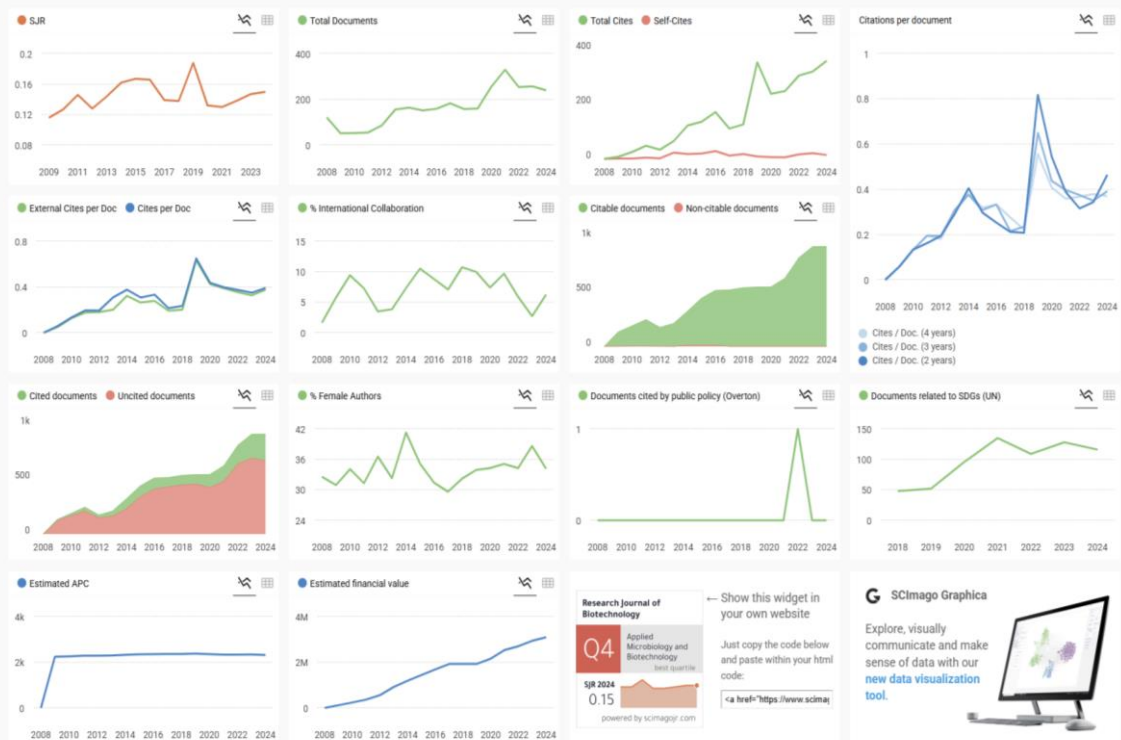 SJR
0.2
0.16
0.12
0.08
2009 2011 2013 2015 2017 2019 2021 2023
Total Documents
400
200
0
2008 2010 2012 2014 2016 2018 2020 2022 2024
Total Cites Self-Cites
400
200
0
2008 2010 2012 2014 2016 2018 2020 2022 2024
Citations per document
1
0.8
0.6
0.4
0.2
0
2008 2010 2012 2014 2016 2018 2020 2022 2024
Cites / Doc. (4 years)
Cites / Doc. (3 years)
Cites / Doc. (2 years)
External Cites per Doc Cites per Doc
0.8
0.4
0
2008 2010 2012 2014 2016 2018 2020 2022 2024
% International Collaboration
15
10
5
0
2008 2010 2012 2014 2016 2018 2020 2022 2024
Citable documents Non-citable documents
1k
500
0
2008 2010 2012 2014 2016 2018 2020 2022 2024
Cited documents Uncited documents
1k
500
0
2008 2010 2012 2014 2016 2018 2020 2022 2024
% Female Authors
42
36
30
24
2008 2010 2012 2014 2016 2018 2020 2022 2024
Documents cited by public policy (Overton)
1
0
2008 2010 2012 2014 2016 2018 2020 2022 2024
Documents related to SDGs (UN)
150
100
50
0
2018 2019 2020 2021 2022 2023 2024
Estimated APC
4k
2k
0
2008 2010 2012 2014 2016 2018 2020 2022 2024
Estimated financial value
4M
2M
0
2008 2010 2012 2014 2016 2018 2020 2022 2024
Research Journal of
Biotechnology
Q4
Applied
Microbiology and
Biotechnology
best quartile
SJR 2024
0.15
powered by scimagojr.com
← Show this widget in
your own website
Just copy the code below
and paste within your html
code:
<a href="https://www.scimag
SCImago Graphica
Explore, visually
communicate and make
sense of data with our
new data visualization
tool.